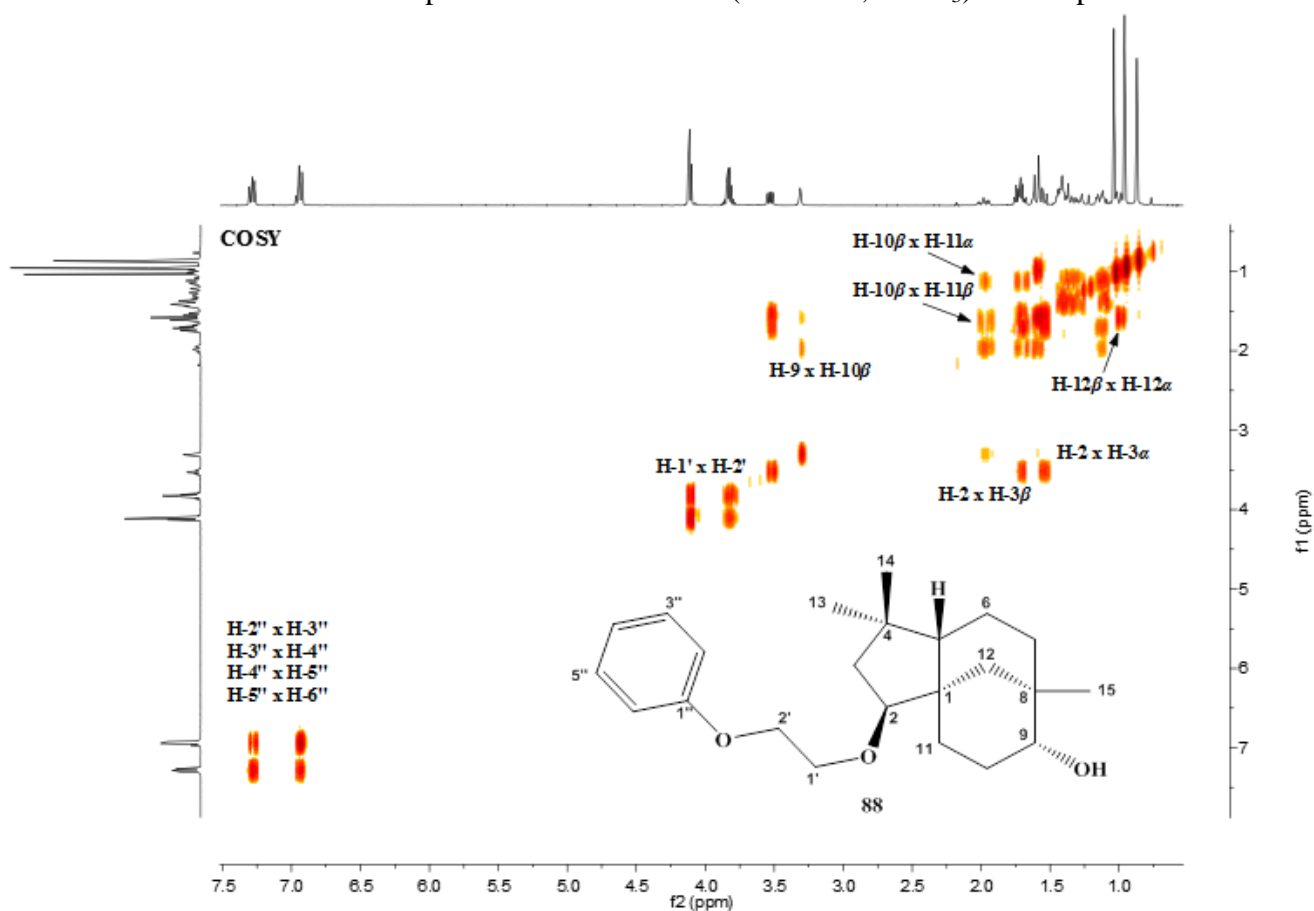 COSY
H-10β x H-11α
H-10β x H-11β
H-9 x H-10β
H-12β x H-12α
H-1' x H-2'
H-2 x H-3α
H-2 x H-3β
H-2'' x H-3''
H-3'' x H-4''
H-4'' x H-5''
H-5'' x H-6''
14
13
H
6
3''
4
12
5''
15
1
8
1''
2'
2
9
O
11
O
OH
1'
88
1
2
3
4
5
6
7
f1 (ppm)
7.5 7.0 6.5 6.0 5.5 5.0 4.5 4.0 3.5 3.0 2.5 2.0 1.5 1.0
f2 (ppm)